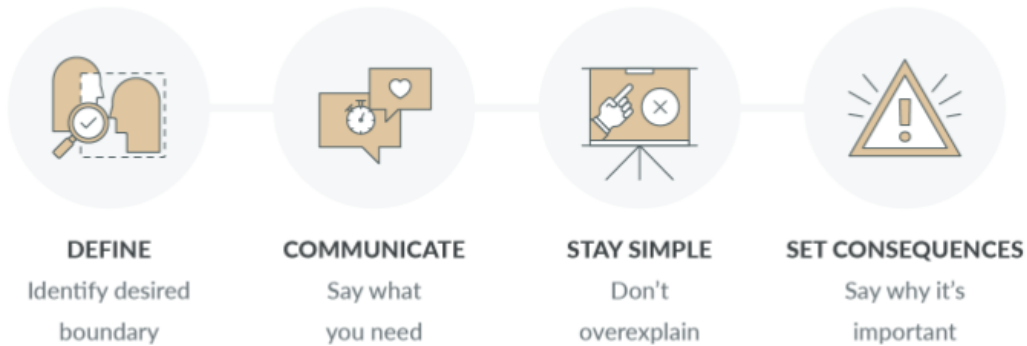 DEFINE
Identify desired
boundary
COMMUNICATE
Say what
you need
STAY SIMPLE
Don't
overexplain
SET CONSEQUENCES
Say why it's
important